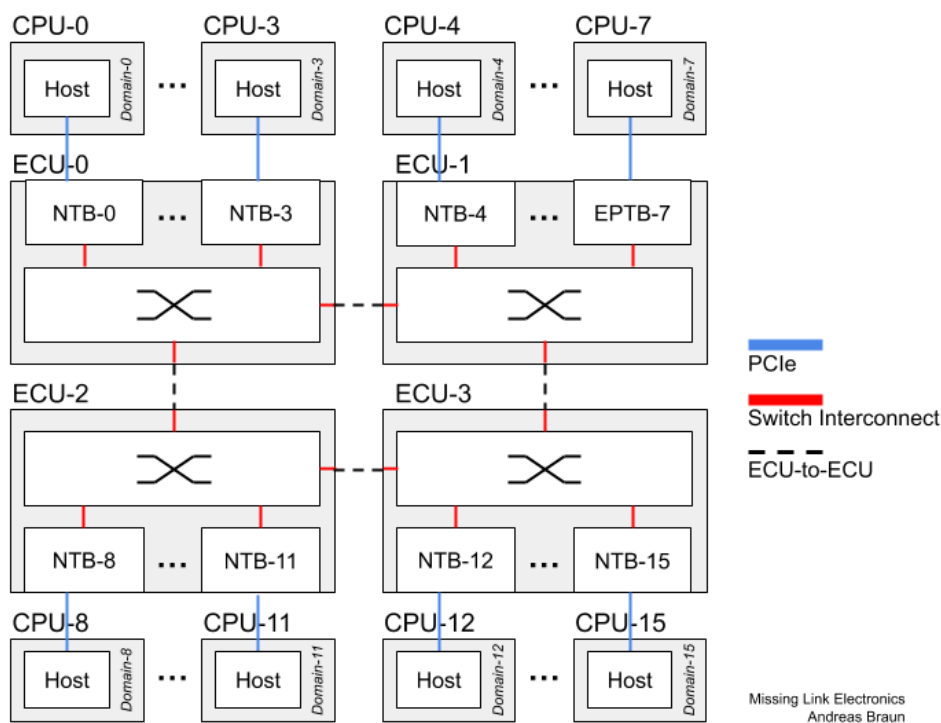 CPU-0 CPU-3 CPU-4 CPU-7
Host Domain-0 ... Host Domain-3 Host Domain-4 ... Host Domain-7
ECU-0 ECU-1
NTB-0 ... NTB-3 NTB-4 ... EPTB-7
PCIe
Switch Interconnect
ECU-to-ECU
ECU-2 ECU-3
NTB-8 ... NTB-11 NTB-12 ... NTB-15
CPU-8 CPU-11 CPU-12 CPU-15
Host Domain-8 ... Host Domain-11 Host Domain-12 ... Host Domain-15
Missing Link Electronics
Andreas Braun